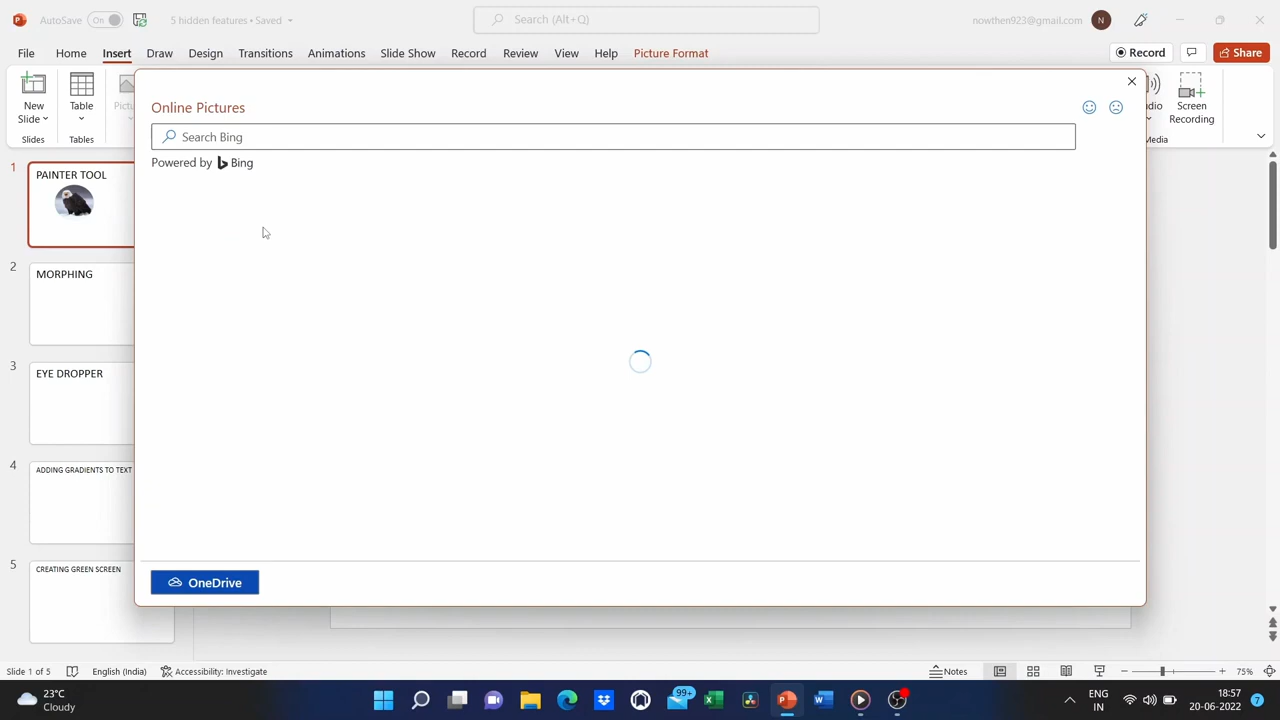 AutoSave On 5 hidden features • Saved Search (Alt+Q) nowthen923@gmail.com N
File Home Insert Draw Design Transitions Animations Slide Show Record Review View Help Picture Format Record Share
New Slide
Table
Screen Recording
Slides Tables Media
Online Pictures
Search Bing
Powered by Bing
OneDrive
1 PAINTER TOOL
2 MORPHING
3 EYE DROPPER
4 ADDING GRADIENTS TO TEXT
5 CREATING GREEN SCREEN
Slide 1 of 5 English (India) Accessibility: Investigate Notes 75%
23°C
Cloudy
99+
ENG
IN
18:57
20-06-2022
7